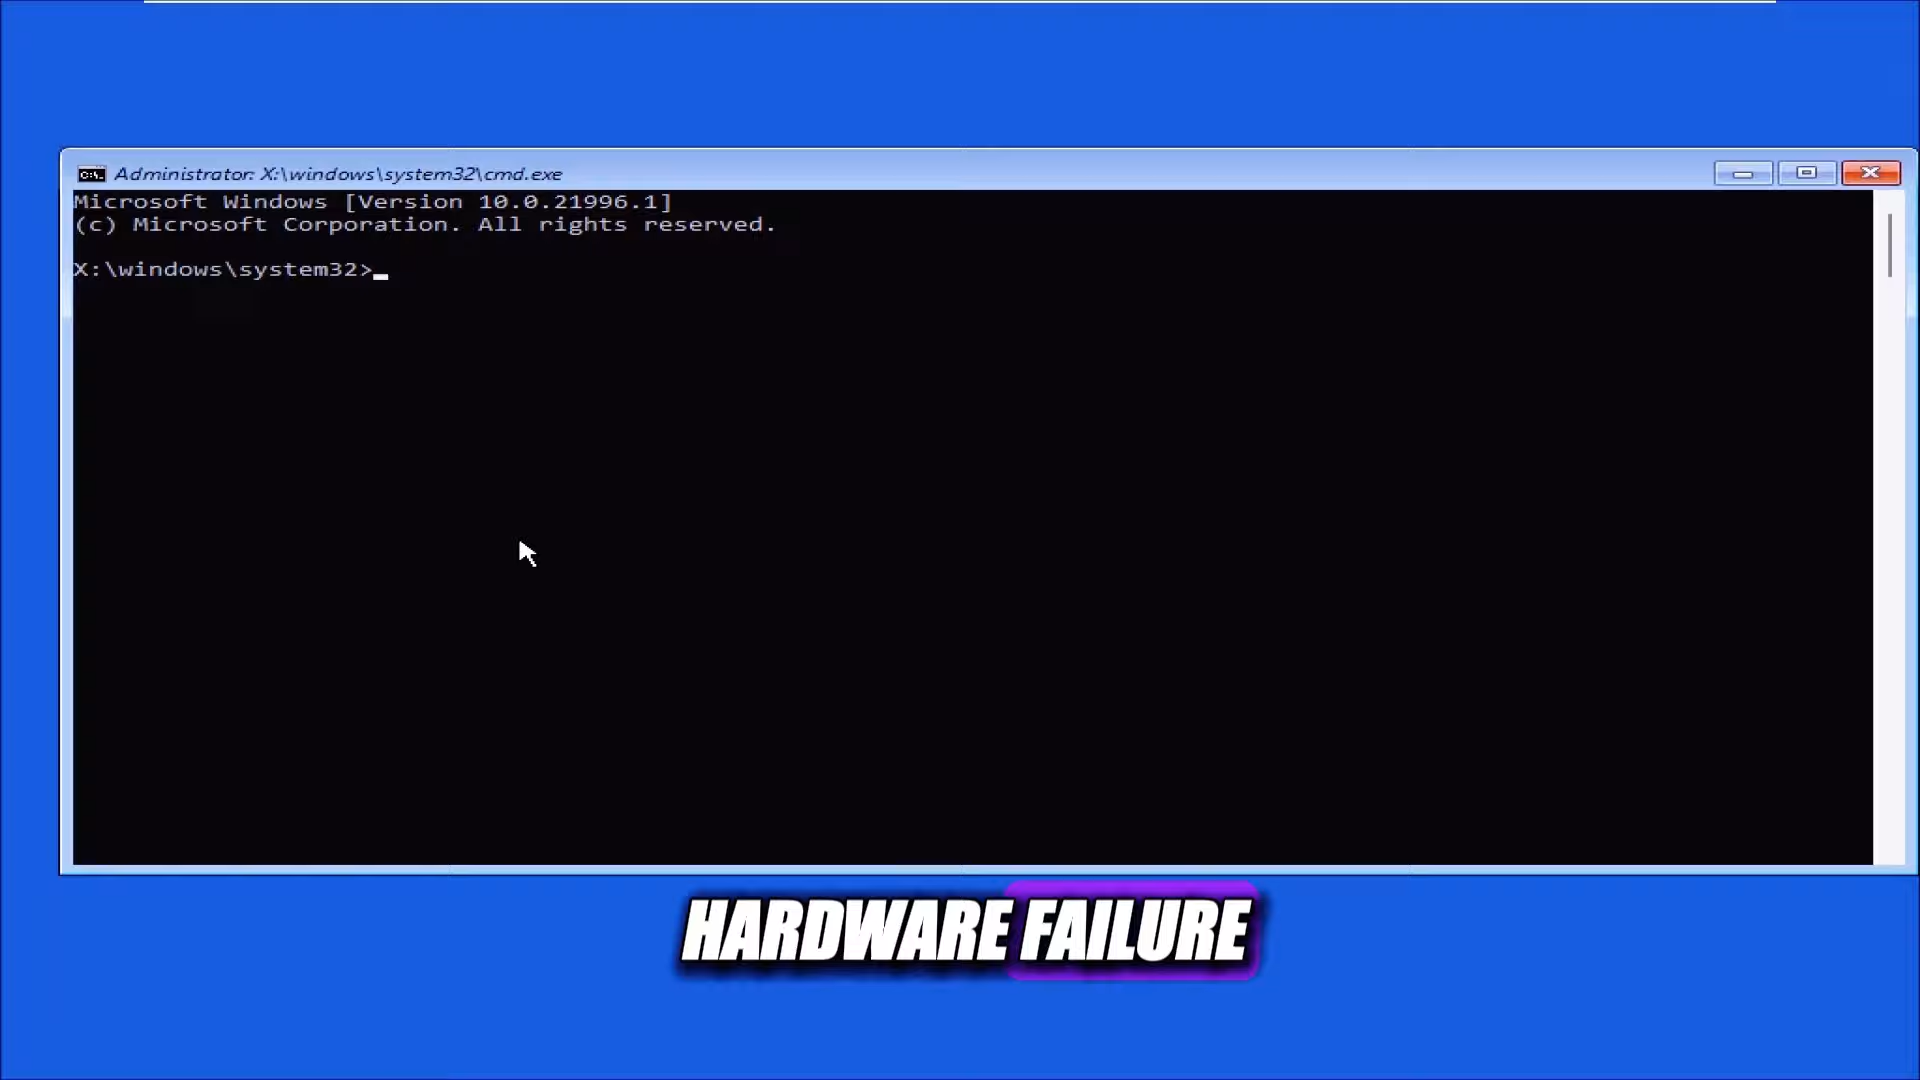 Administrator: X:\windows\system32\cmd.exe
Microsoft Windows [Version 10.0.21996.1]
(c) Microsoft Corporation. All rights reserved.
X:\windows\system32>
HARDWARE FAILURE